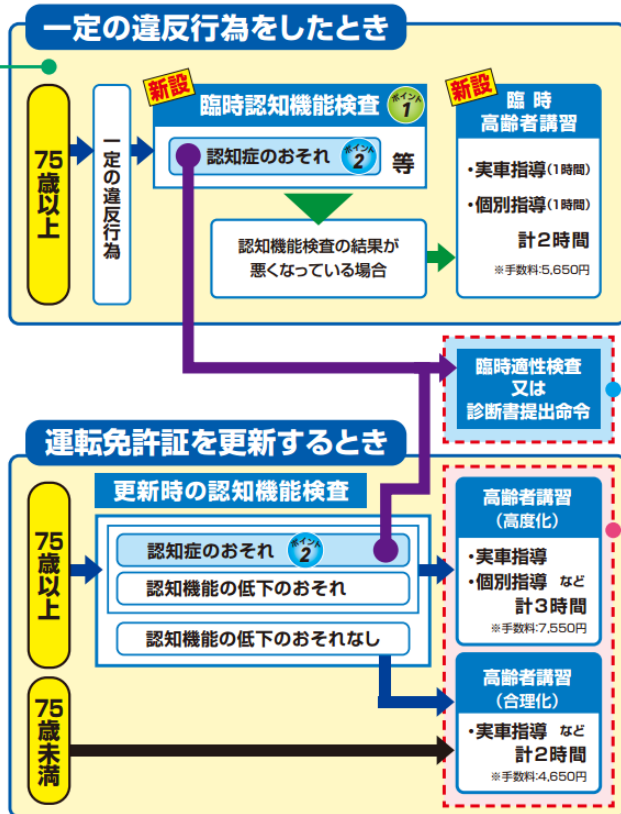 一定の違反行為をしたとき
75歳以上
一定の違反行為
新設
臨時認知機能検査
ポイント
1
認知症のおそれ
ポイント
2
等
認知機能検査の結果が
悪くなっている場合
新設
臨時
高齢者講習
・実車指導(1時間)
・個別指導(1時間)
計2時間
※手数料:5,650円
臨時適性検査
又は
診断書提出命令
運転免許証を更新するとき
75歳以上
更新時の認知機能検査
認知症のおそれ
ポイント
2
認知機能の低下のおそれ
認知機能の低下のおそれなし
高齢者講習
(高度化)
・実車指導
・個別指導 など
計3時間
※手数料:7,550円
75歳未満
高齢者講習
(合理化)
・実車指導 など
計2時間
※手数料:4,650円